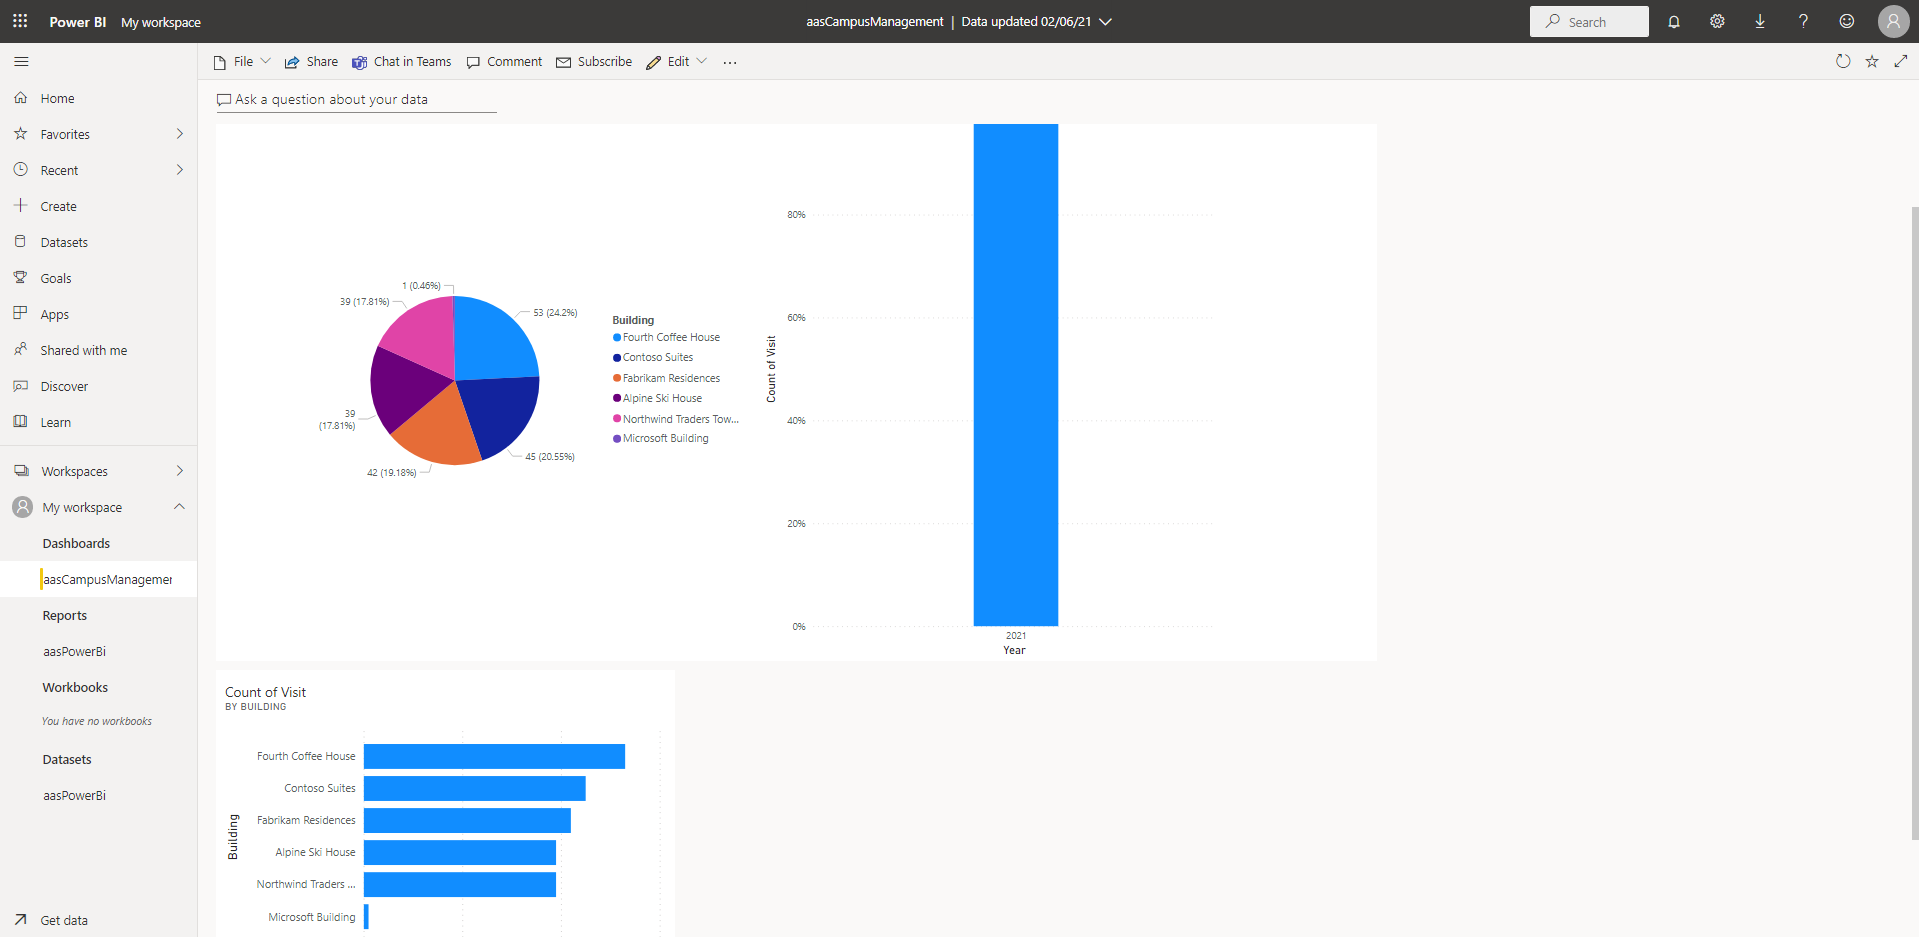 Power BI My workspace
aasCampusManagement | Data updated 02/06/21
Search
File
Share
Chat in Teams
Comment
Subscribe
Edit
...
Home
Favorites
Recent
Create
Datasets
Goals
Apps
Shared with me
Discover
Learn
Workspaces
My workspace
Dashboards
aasCampusManagemer
Reports
aasPowerBi
Workbooks
You have no workbooks
Datasets
aasPowerBi
Get data
Ask a question about your data
1 (0.46%)
39 (17.81%)
53 (24.2%)
39
(17.81%)
45 (20.55%)
42 (19.18%)
Building
Fourth Coffee House
Contoso Suites
Fabrikam Residences
Alpine Ski House
Northwind Traders Tow...
Microsoft Building
Count of Visit
80%
60%
40%
20%
0%
2021
Year
Count of Visit
BY BUILDING
Building
Fourth Coffee House
Contoso Suites
Fabrikam Residences
Alpine Ski House
Northwind Traders ...
Microsoft Building